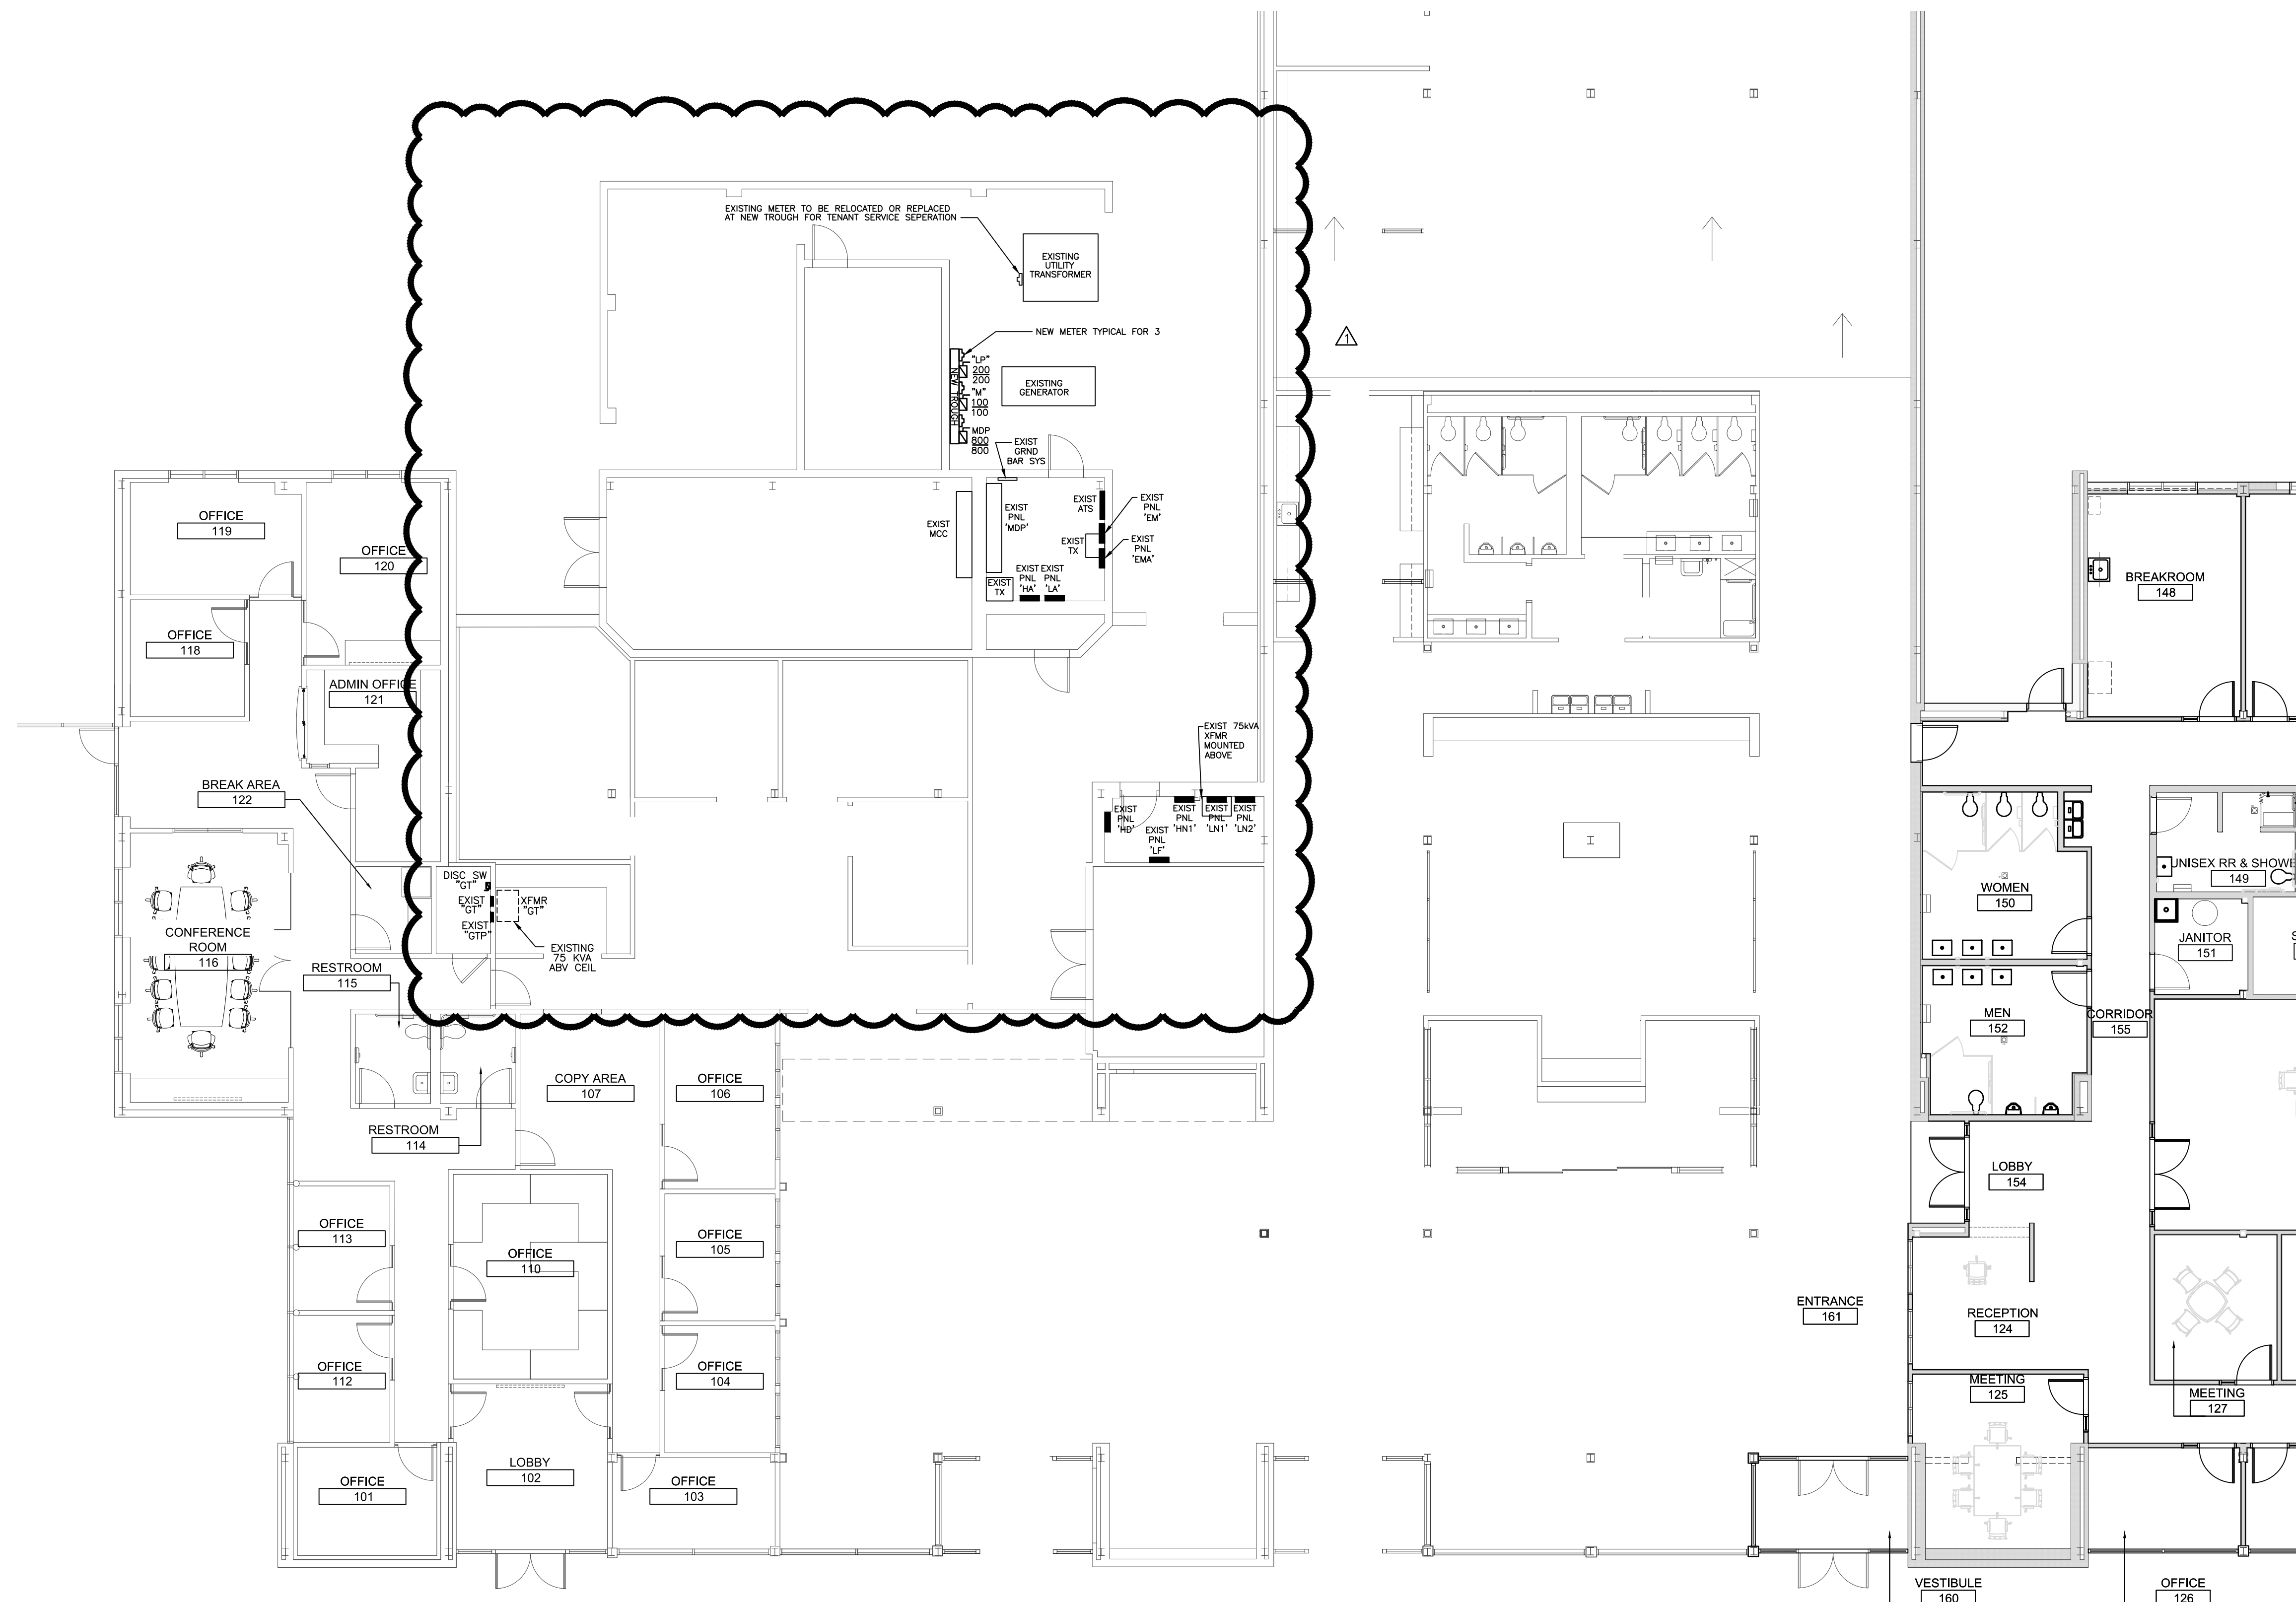 EXISTING METER TO BE RELOCATED OR REPLACED
AT NEW TROUGH FOR TENANT SERVICE SEPERATION
EXISTING
UTILITY
TRANSFORMER
NEW METER TYPICAL FOR 3
1
NEW TROUGH
"LP"
200
200
"M"
100
100
MDP
800
800
EXISTING
GENERATOR
EXIST
GRND
BAR SYS
EXIST
MCC
EXIST
PNL
'MDP'
EXIST
ATS
EXIST
PNL
'EM'
EXIST
TX
EXIST
PNL
'EMA'
EXIST
TX
EXIST
PNL
'HA'
EXIST
PNL
'LA'
OFFICE
119
OFFICE
120
OFFICE
118
ADMIN OFFICE
121
BREAK AREA
122
EXIST 75kVA
XFMR
MOUNTED
ABOVE
EXIST
PNL
'HD'
EXIST
PNL
'LF'
EXIST
PNL
'HN1'
EXIST
PNL
'LN1'
EXIST
PNL
'LN2'
DISC SW
"GT"
EXIST
"GT"
EXIST
"GTP"
XFMR
"GT"
EXISTING
75 KVA
ABV CEIL
CONFERENCE
ROOM
116
RESTROOM
115
RESTROOM
114
COPY AREA
107
OFFICE
106
OFFICE
113
OFFICE
110
OFFICE
105
OFFICE
112
OFFICE
104
OFFICE
101
LOBBY
102
OFFICE
103
BREAKROOM
148
UNISEX RR & SHOWE
149
WOMEN
150
JANITOR
151
S
MEN
152
CORRIDOR
155
LOBBY
154
ENTRANCE
161
RECEPTION
124
MEETING
125
MEETING
127
VESTIBULE
160
OFFICE
126